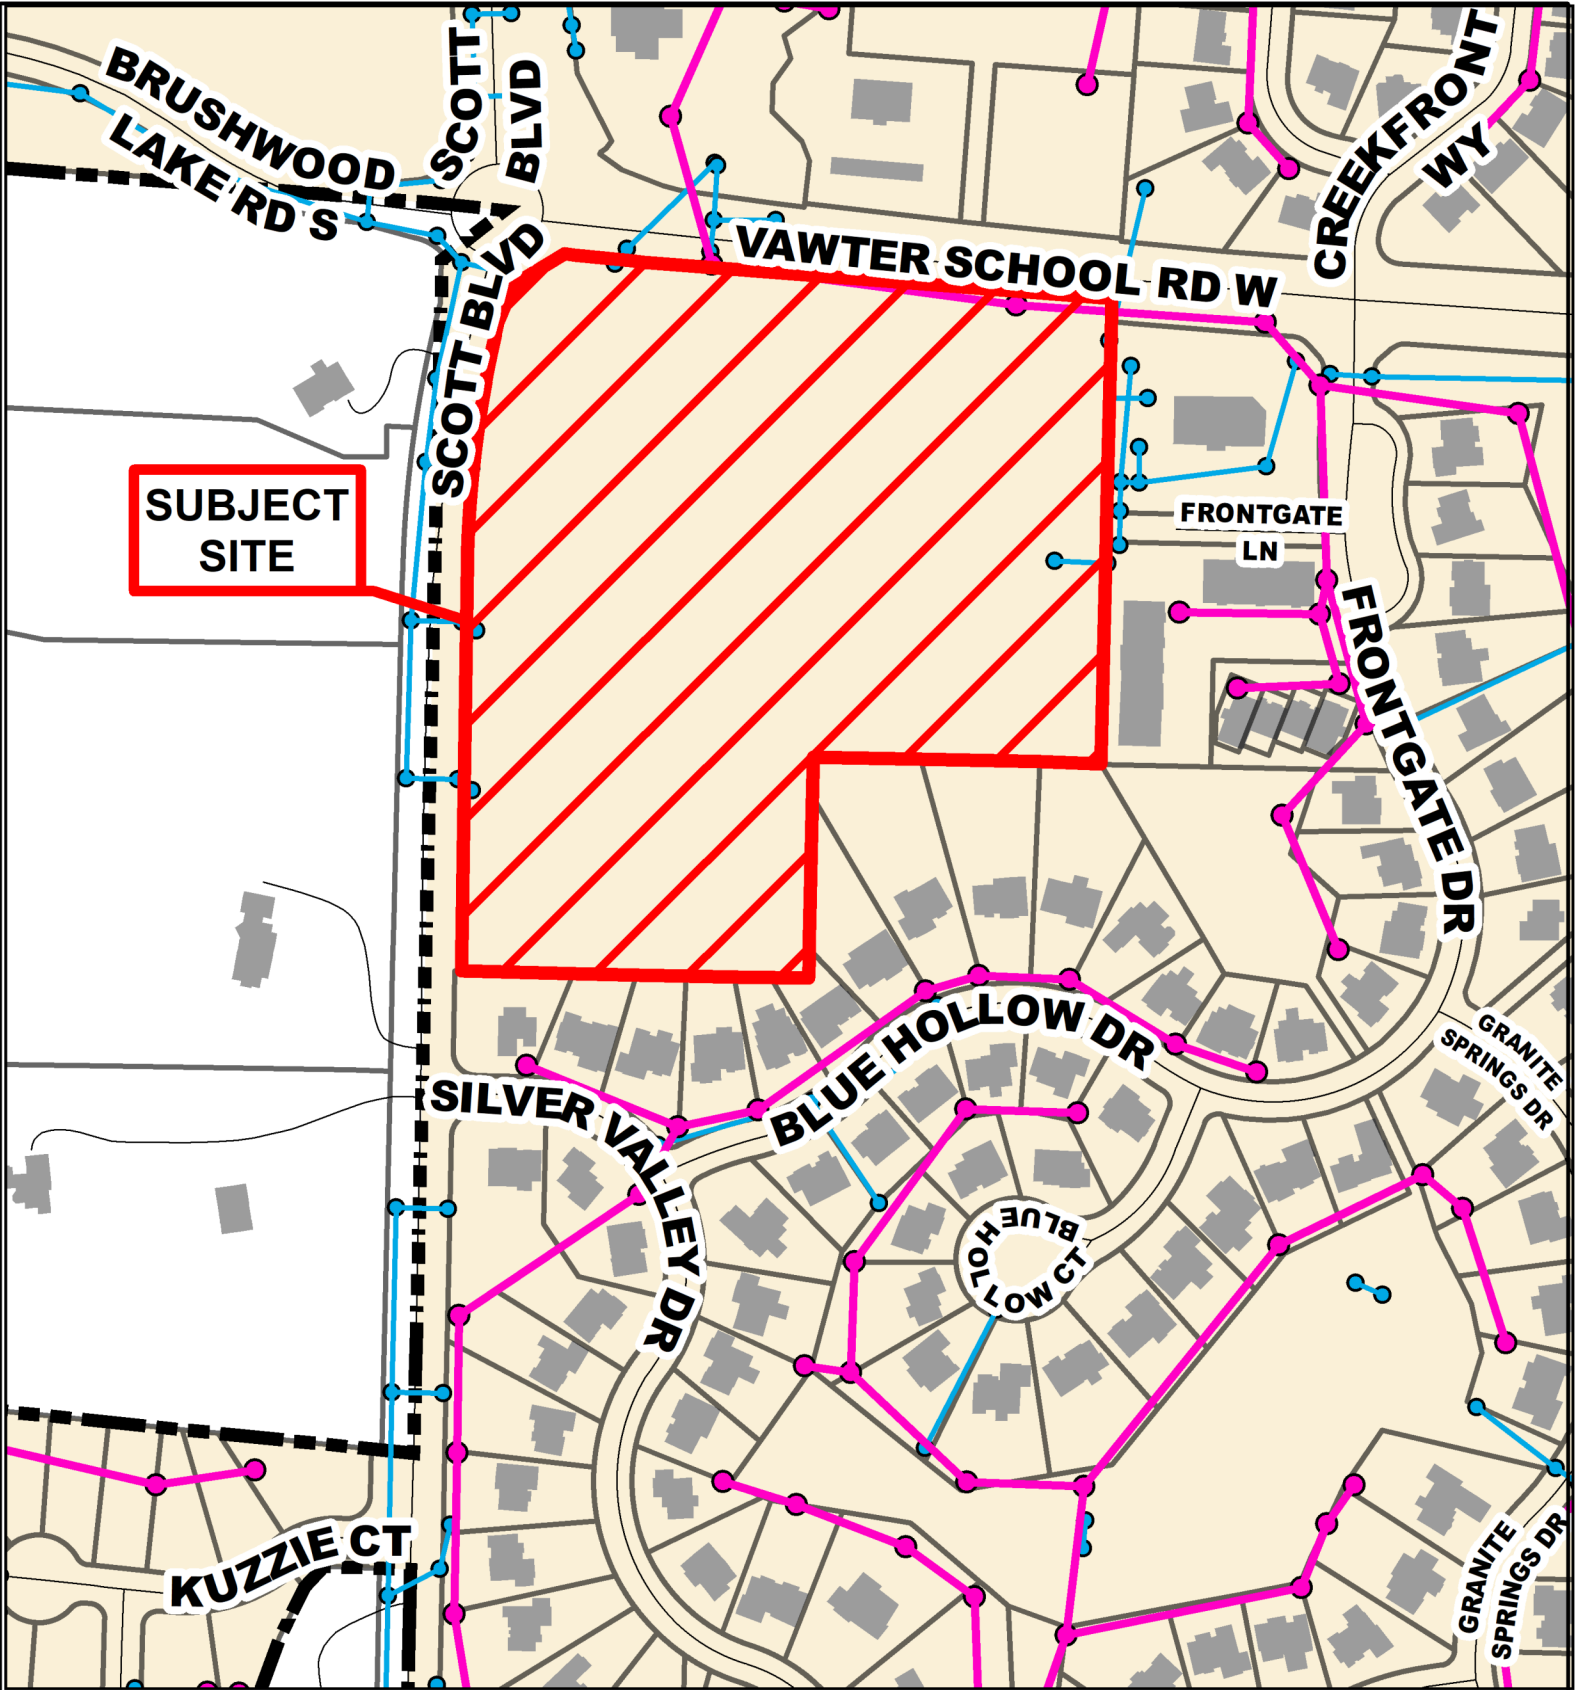 BRUSHWOOD
LAKE RD S
SCOTT
BLVD
CREEKFRONT
WY
SCOTT BLVD
VAWTER SCHOOL RD W
SUBJECT
SITE
FRONTGATE
LN
FRONTGATE DR
BLUE HOLLOW DR
GRANITE
SPRINGS DR
SILVER VALLEY DR
BLUE
HOLLOW CT
KUZZIE CT
GRANITE
SPRINGS DR